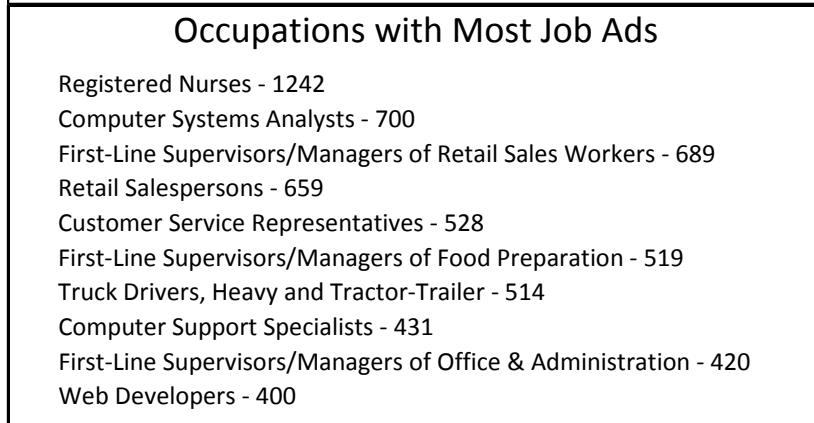 Occupations with Most Job Ads
Registered Nurses - 1242
Computer Systems Analysts - 700
First-Line Supervisors/Managers of Retail Sales Workers - 689
Retail Salespersons - 659
Customer Service Representatives - 528
First-Line Supervisors/Managers of Food Preparation - 519
Truck Drivers, Heavy and Tractor-Trailer - 514
Computer Support Specialists - 431
First-Line Supervisors/Managers of Office & Administration - 420
Web Developers - 400